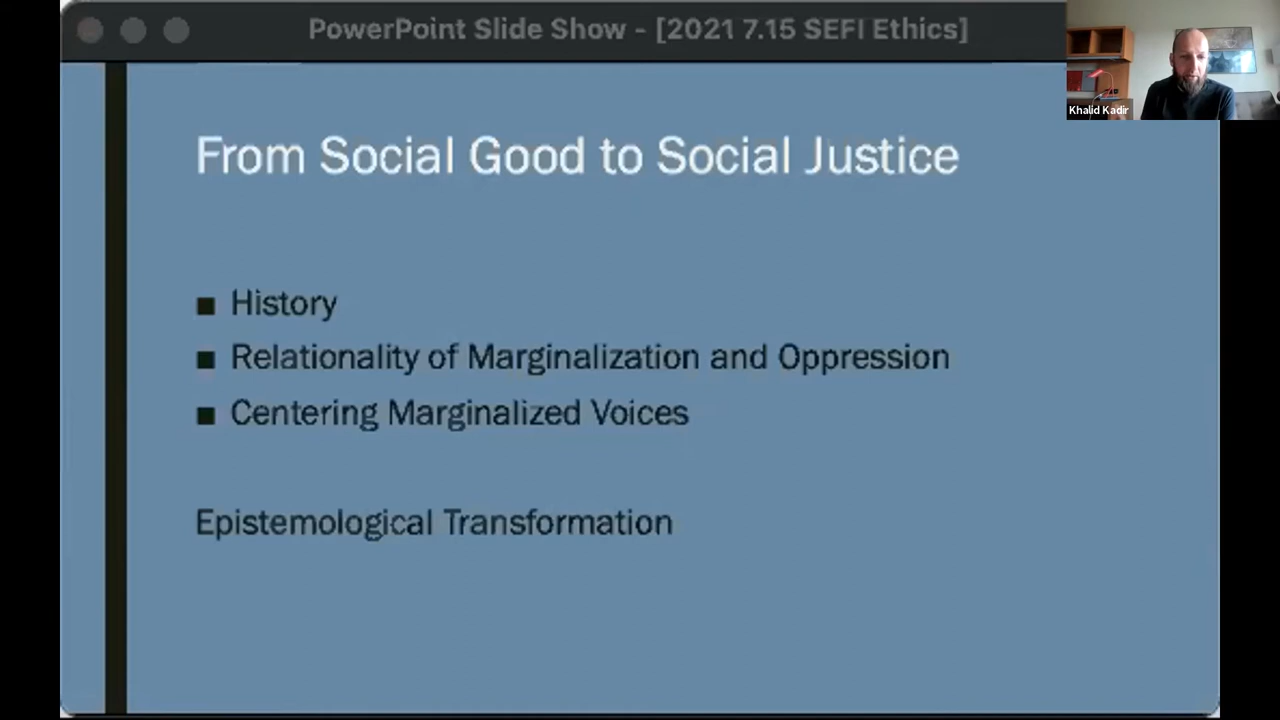 PowerPoint Slide Show - [2021 7.15 SEFI Ethics]
Khalid Kadir
From Social Good to Social Justice
■ History
■ Relationality of Marginalization and Oppression
■ Centering Marginalized Voices
Epistemological Transformation